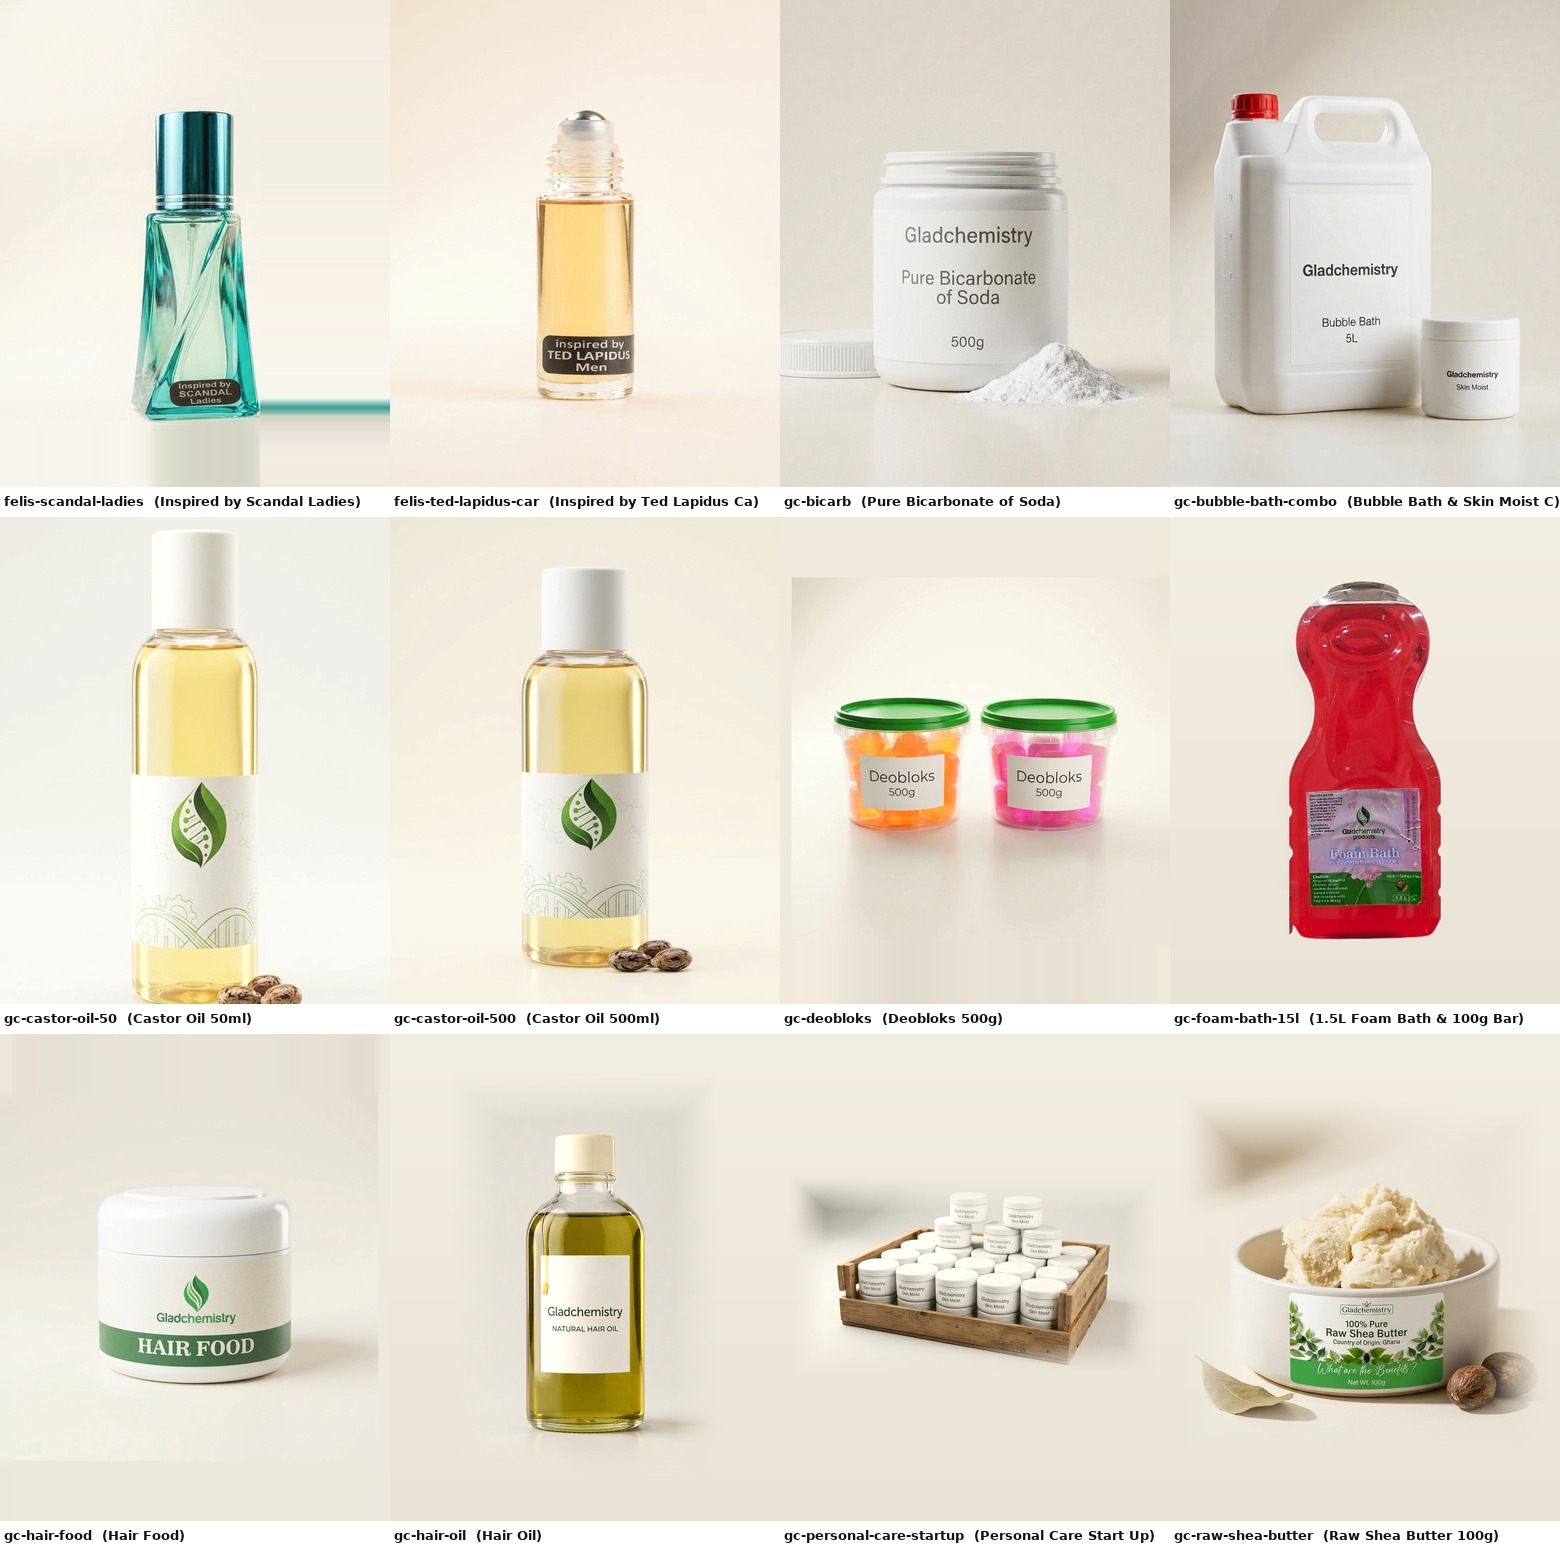 Inspired by
SCANDAL
Ladies
inspired by
TED LAPIDUS
Men
Gladchemistry
Pure Bicarbonate
of Soda
500g
Gladchemistry
Bubble Bath
5L
Gladchemistry
Skin Moist
felis-scandal-ladies (Inspired by Scandal Ladies)
felis-ted-lapidus-car (Inspired by Ted Lapidus Ca)
gc-bicarb (Pure Bicarbonate of Soda)
gc-bubble-bath-combo (Bubble Bath & Skin Moist C)
Deobloks
500g
Deobloks
500g
Gladchemistry
products
Foam Bath
gc-castor-oil-50 (Castor Oil 50ml)
gc-castor-oil-500 (Castor Oil 500ml)
gc-deobloks (Deobloks 500g)
gc-foam-bath-15l (1.5L Foam Bath & 100g Bar)
Gladchemistry
HAIR FOOD
Gladchemistry
NATURAL HAIR OIL
Gladchemistry
Skin Moist
Gladchemistry
100% Pure
Raw Shea Butter
Country of Origin: Ghana
What are the Benefits?
Net Wt. 100g
gc-hair-food (Hair Food)
gc-hair-oil (Hair Oil)
gc-personal-care-startup (Personal Care Start Up)
gc-raw-shea-butter (Raw Shea Butter 100g)